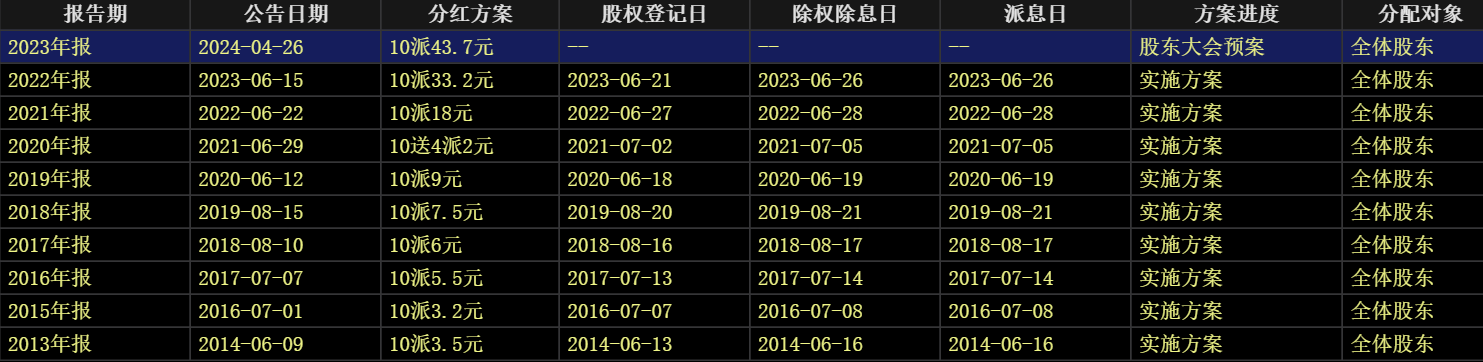 报告期 公告日期 分红方案 股权登记日 除权除息日 派息日 方案进度 分配对象
2023年报 2024-04-26 10派43.7元 -- -- -- 股东大会预案 全体股东
2022年报 2023-06-15 10派33.2元 2023-06-21 2023-06-26 2023-06-26 实施方案 全体股东
2021年报 2022-06-22 10派18元 2022-06-27 2022-06-28 2022-06-28 实施方案 全体股东
2020年报 2021-06-29 10送4派2元 2021-07-02 2021-07-05 2021-07-05 实施方案 全体股东
2019年报 2020-06-12 10派9元 2020-06-18 2020-06-19 2020-06-19 实施方案 全体股东
2018年报 2019-08-15 10派7.5元 2019-08-20 2019-08-21 2019-08-21 实施方案 全体股东
2017年报 2018-08-10 10派6元 2018-08-16 2018-08-17 2018-08-17 实施方案 全体股东
2016年报 2017-07-07 10派5.5元 2017-07-13 2017-07-14 2017-07-14 实施方案 全体股东
2015年报 2016-07-01 10派3.2元 2016-07-07 2016-07-08 2016-07-08 实施方案 全体股东
2013年报 2014-06-09 10派3.5元 2014-06-13 2014-06-16 2014-06-16 实施方案 全体股东